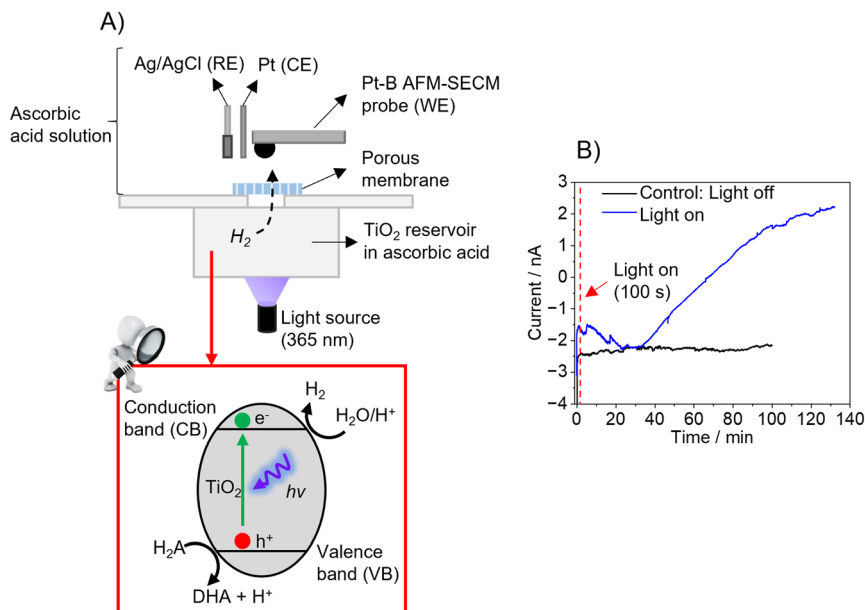 A)
Ag/AgCl (RE)
Pt (CE)
Pt-B AFM-SECM
probe (WE)
Ascorbic
acid solution
Porous
membrane
H₂
TiO₂ reservoir
in ascorbic acid
Light source
(365 nm)
Conduction
band (CB)
e⁻
H₂
H₂O/H⁺
TiO₂
hv
h⁺
H₂A
DHA + H⁺
Valence
band (VB)
B)
Control: Light off
Light on
Light on
(100 s)
Current / nA
3
2
1
0
−1
−2
−3
−4
0 20 40 60 80 100 120 140
Time / min